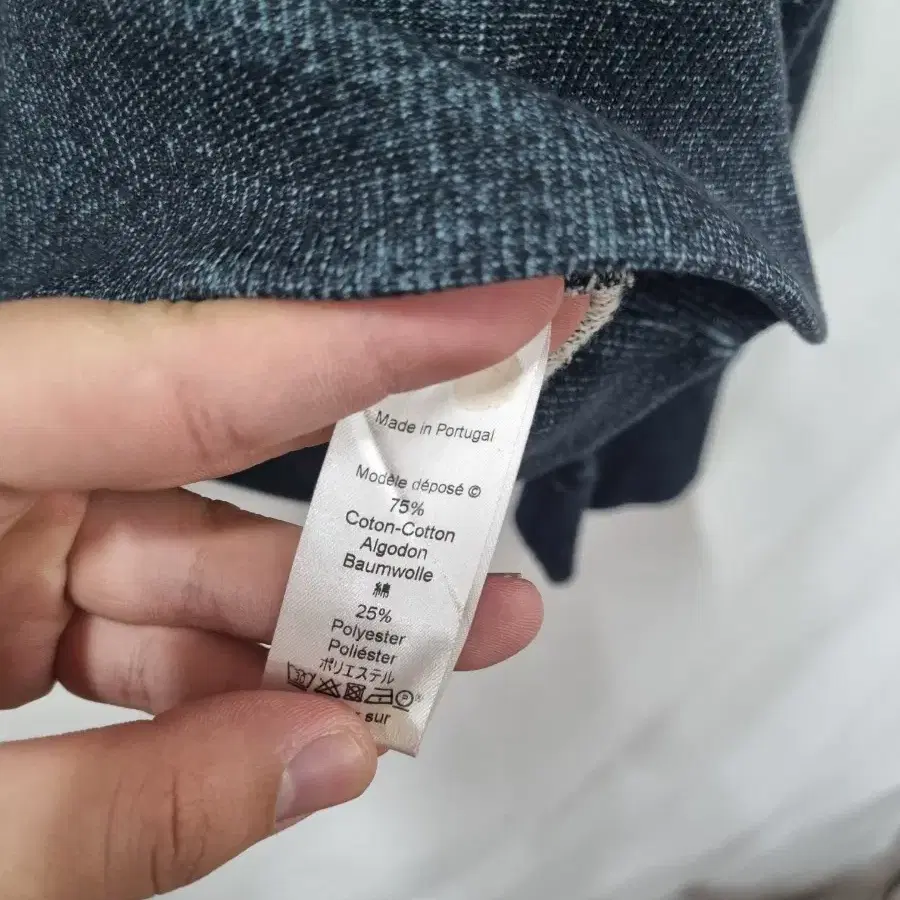 Made in Portugal
Modèle déposé ©
75%
Coton-Cotton
Algodon
Baumwolle
綿
25%
Polyester
Poliéster
ポリエステル
30 P
sur